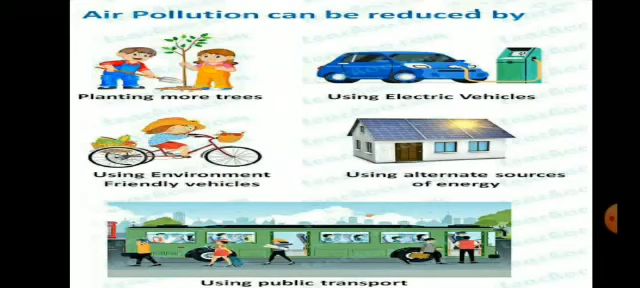 Air Pollution can be reduced by
Planting more trees
Using Electric Vehicles
Using Environment
Friendly vehicles
Using alternate sources
of energy
Using public transport